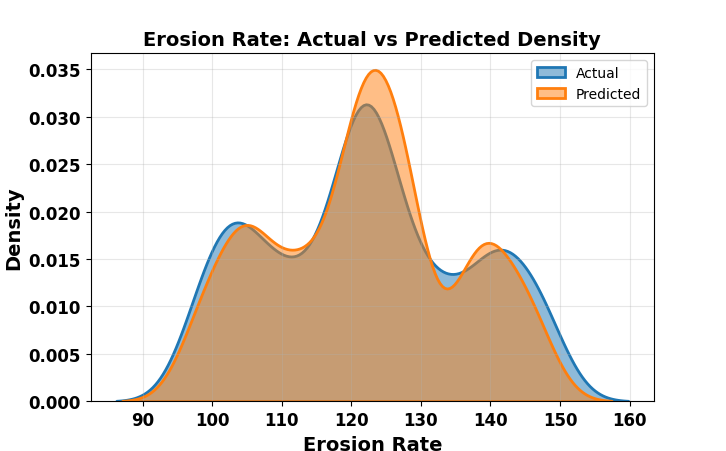 Erosion Rate: Actual vs Predicted Density
Actual
Predicted
0.035
0.030
0.025
0.020
0.015
0.010
0.005
0.000
Density
90 100 110 120 130 140 150 160
Erosion Rate